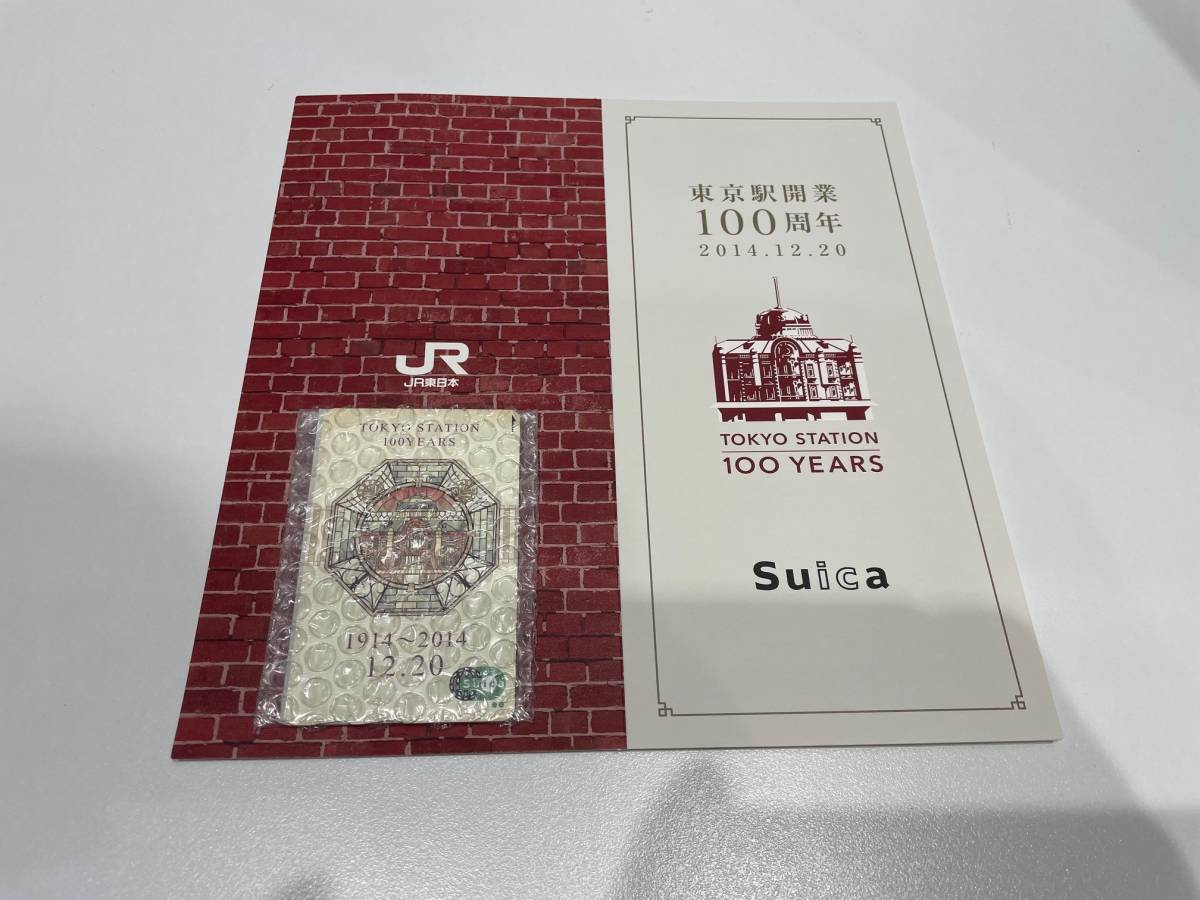 JR
JR東日本
TOKYO STATION
100YEARS
1914～2014
12.20
Suica
東京駅開業
100周年
2014.12.20
TOKYO STATION
100 YEARS
Suica